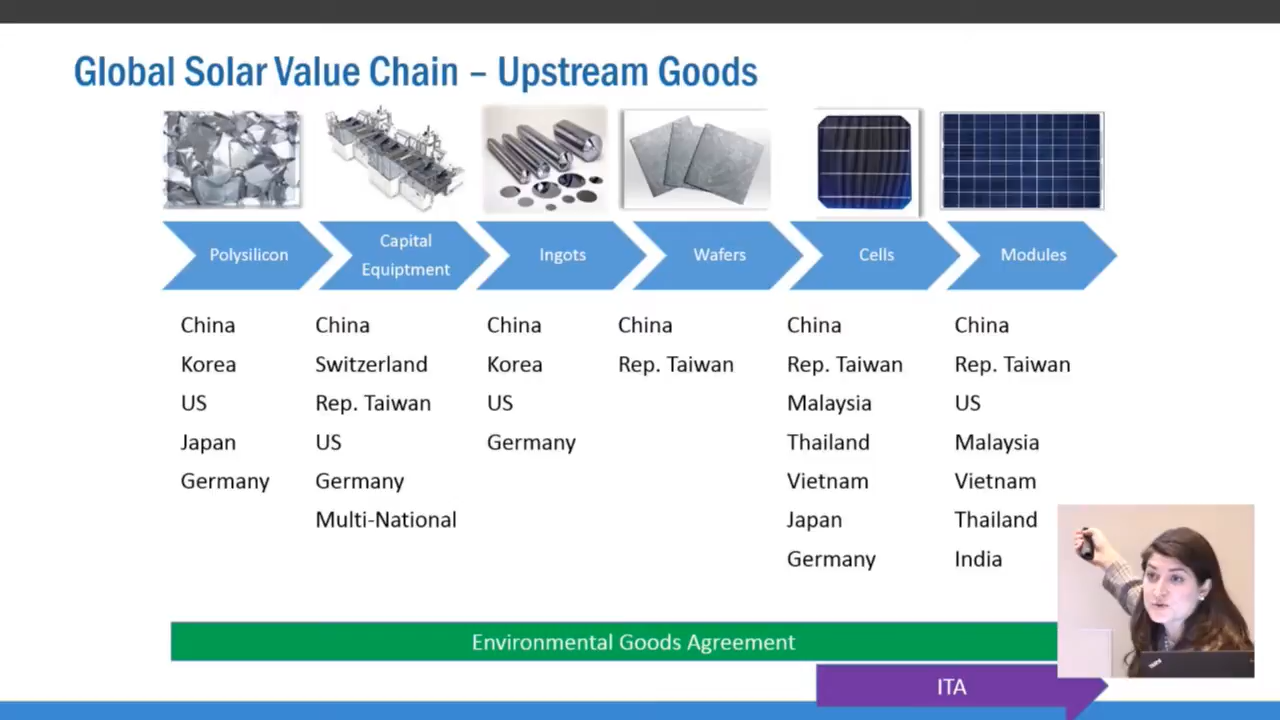 Global Solar Value Chain – Upstream Goods
Polysilicon
Capital
Equiptment
Ingots
Wafers
Cells
Modules
China
Korea
US
Japan
Germany
China
Switzerland
Rep. Taiwan
US
Germany
Multi-National
China
Korea
US
Germany
China
Rep. Taiwan
China
Rep. Taiwan
Malaysia
Thailand
Vietnam
Japan
Germany
China
Rep. Taiwan
US
Malaysia
Vietnam
Thailand
India
Environmental Goods Agreement
ITA